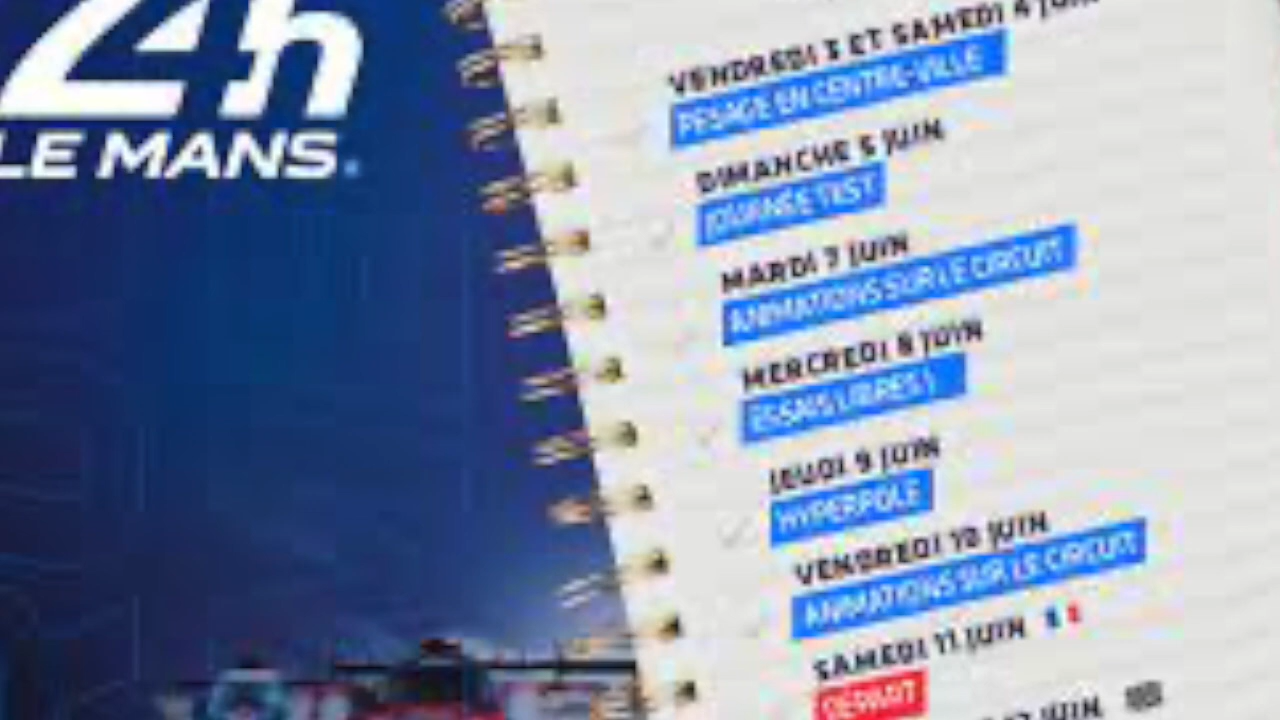 24h
LE MANS
VENDREDI 3 ET SAMEDI 4 JUIN
PESAGE EN CENTRE-VILLE
DIMANCHE 5 JUIN
JOURNÉE TEST
MARDI 7 JUIN
ANIMATIONS SUR LE CIRCUIT
MERCREDI 8 JUIN
ESSAIS LIBRES 1
JEUDI 9 JUIN
HYPERPOLE
VENDREDI 10 JUIN
ANIMATIONS SUR LE CIRCUIT
SAMEDI 11 JUIN
DÉPART
12 JUIN